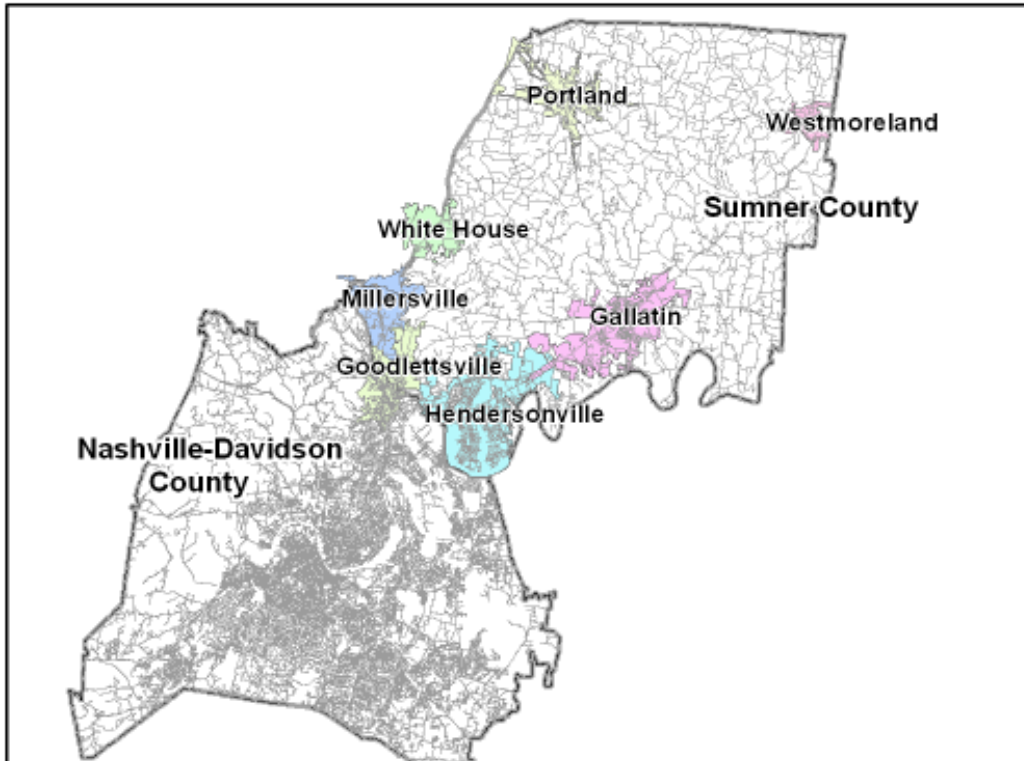 Portland
Westmoreland
Sumner County
White House
Millersville
Gallatin
Goodlettsville
Hendersonville
Nashville-Davidson
County